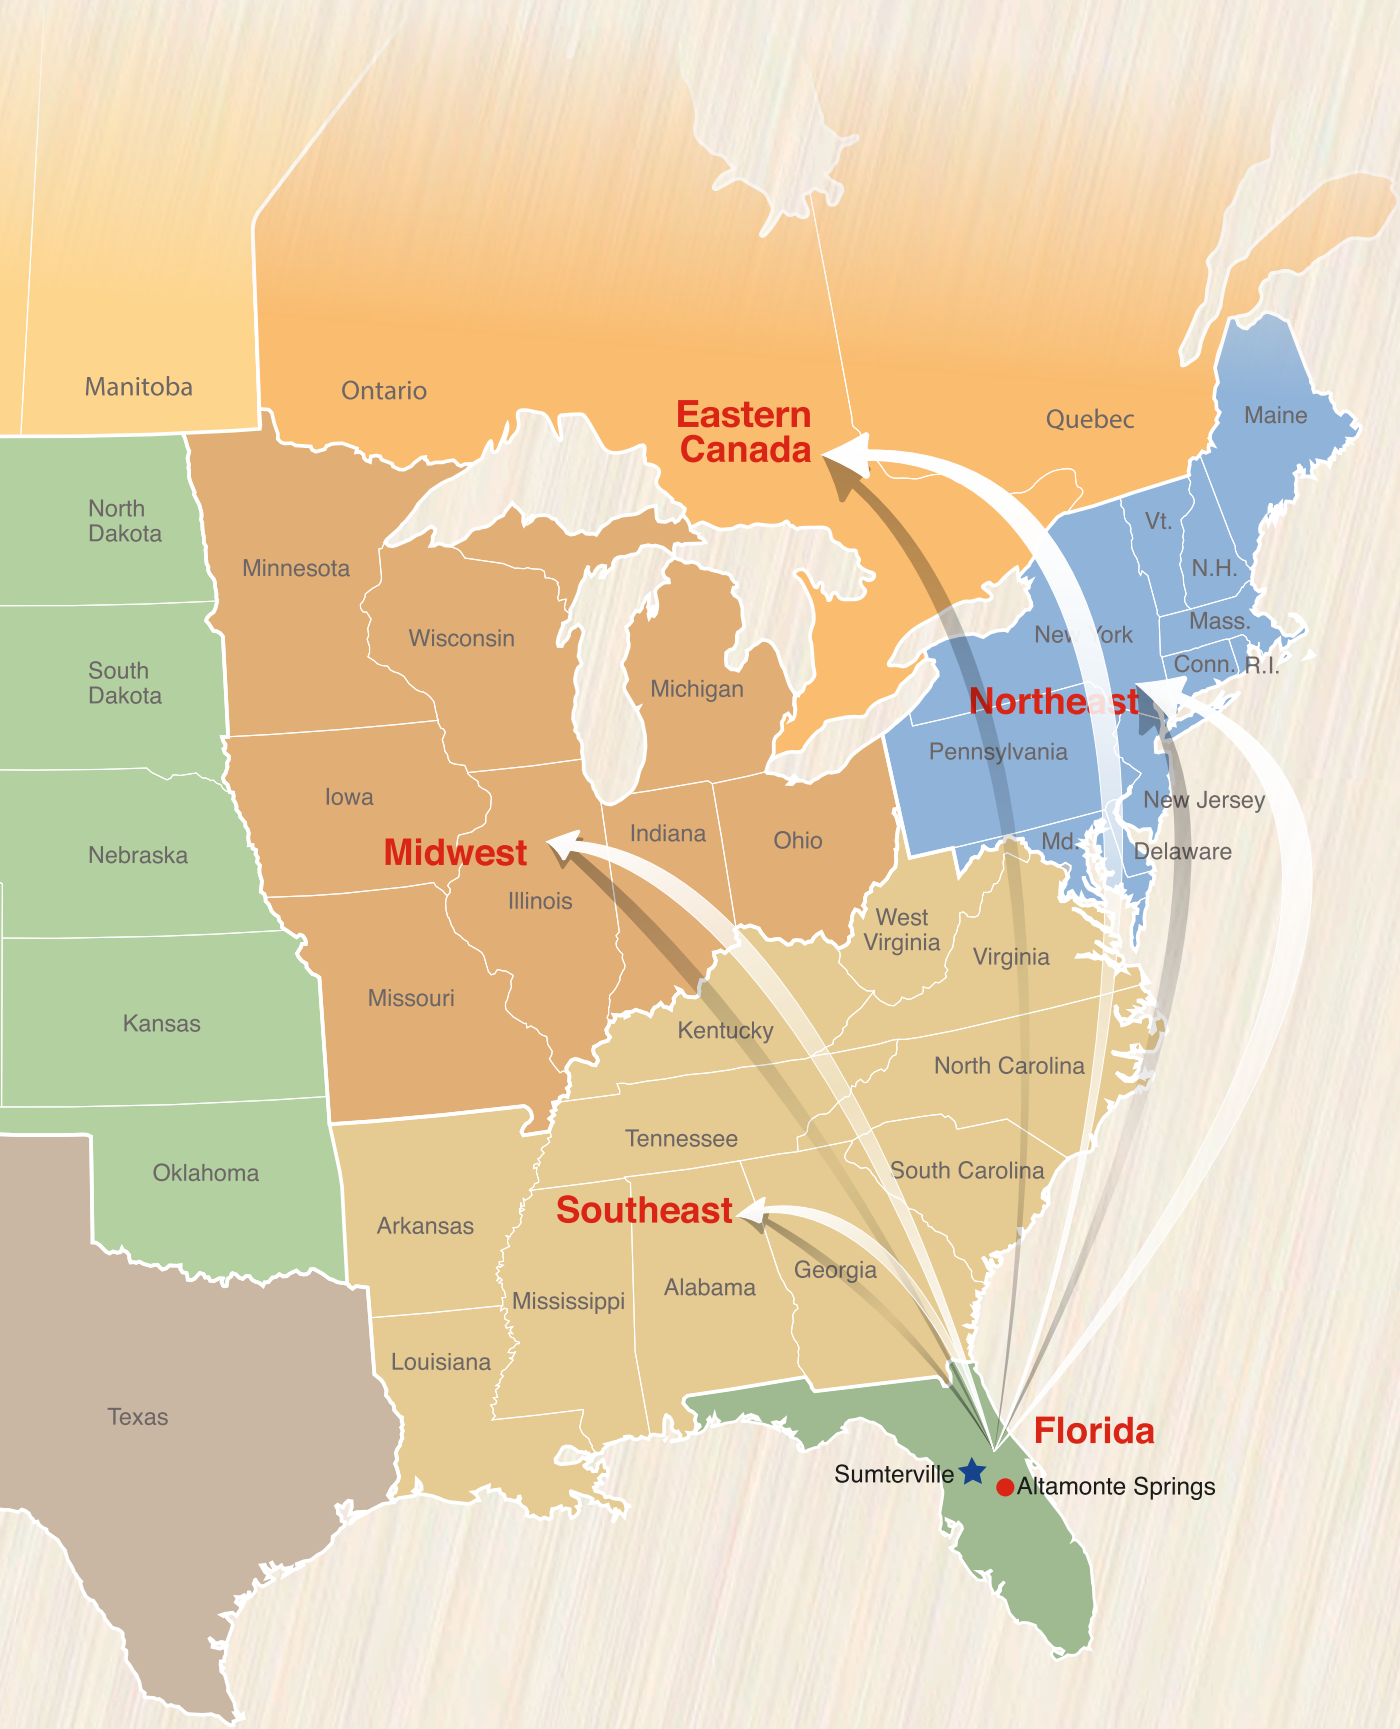 Manitoba
Ontario
Eastern
Canada
Quebec
Maine
North
Dakota
Minnesota
Vt.
N.H.
Wisconsin
New York
Mass.
South
Dakota
Michigan
Conn.
R.I.
Northeast
Pennsylvania
Iowa
New Jersey
Nebraska
Midwest
Indiana
Ohio
Md.
Delaware
Illinois
West
Virginia
Virginia
Missouri
Kansas
Kentucky
North Carolina
Tennessee
Oklahoma
South Carolina
Southeast
Arkansas
Georgia
Alabama
Mississippi
Louisiana
Texas
Florida
Sumterville
Altamonte Springs